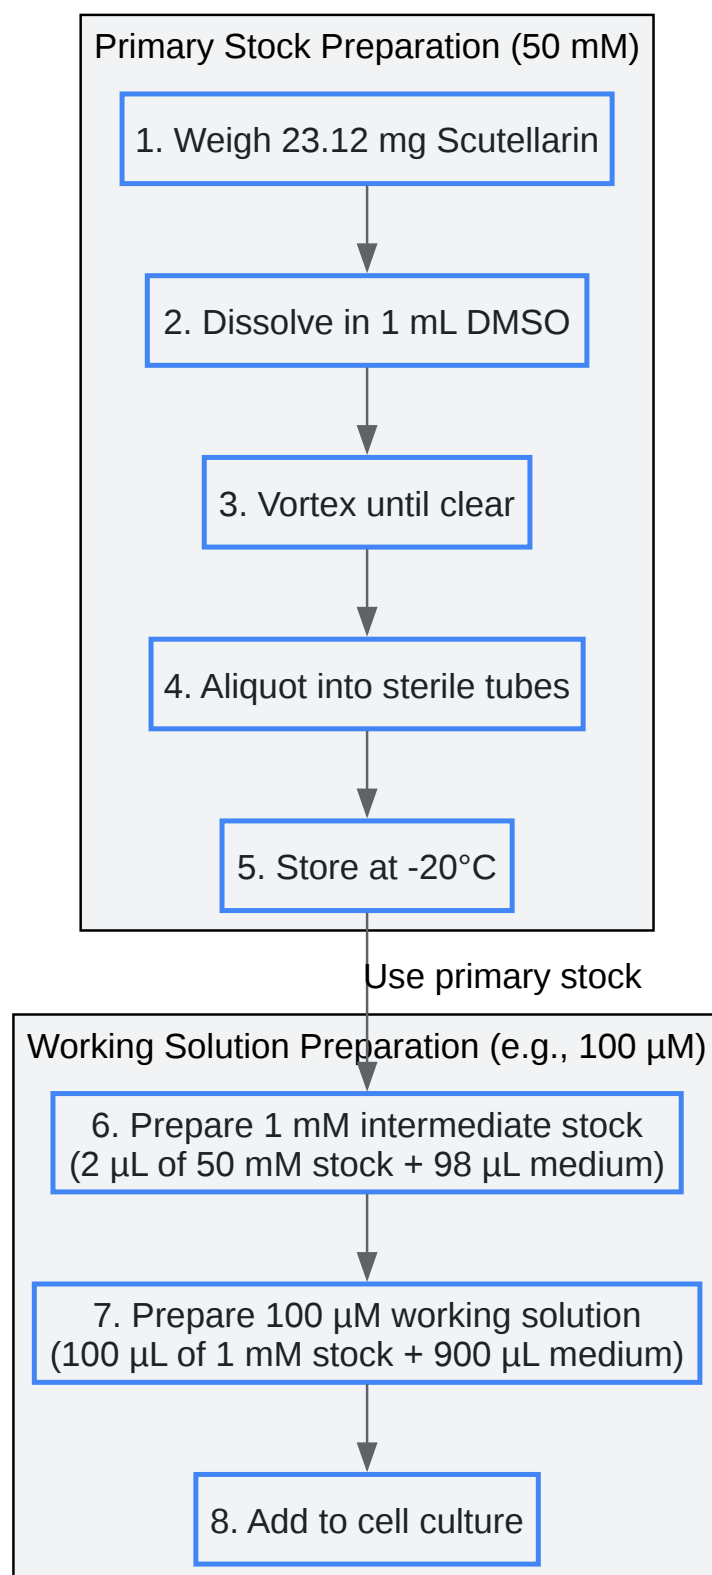 Primary Stock Preparation (50 mM)
1. Weigh 23.12 mg Scutellarin
2. Dissolve in 1 mL DMSO
3. Vortex until clear
4. Aliquot into sterile tubes
5. Store at -20°C
Use primary stock
Working Solution Preparation (e.g., 100 µM)
6. Prepare 1 mM intermediate stock
(2 µL of 50 mM stock + 98 µL medium)
7. Prepare 100 µM working solution
(100 µL of 1 mM stock + 900 µL medium)
8. Add to cell culture